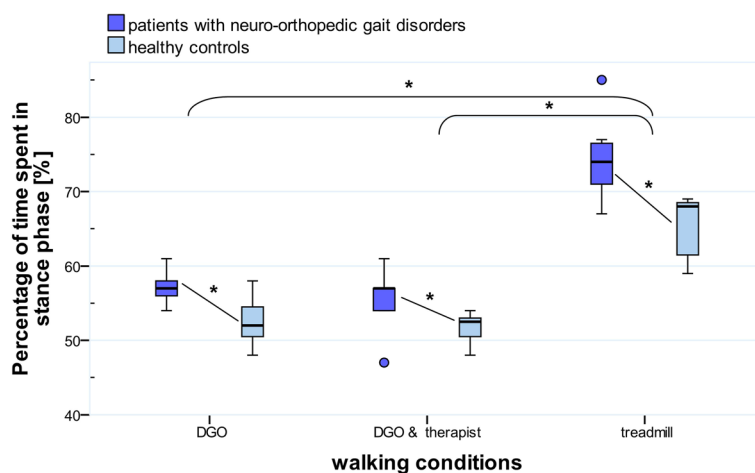 patients with neuro-orthopedic gait disorders
healthy controls
Percentage of time spent in
stance phase [%]
80
70
60
50
40
*
*
*
*
*
DGO
DGO & therapist
treadmill
walking conditions